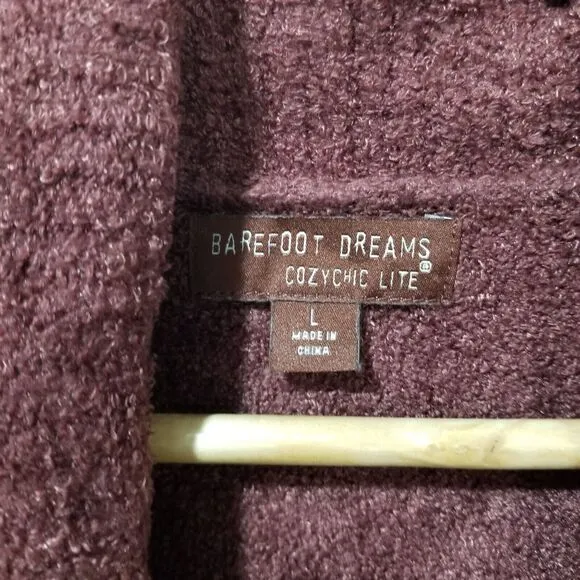 BAREFOOT DREAMS
COZYCHIC LITE®
L
MADE IN
CHINA